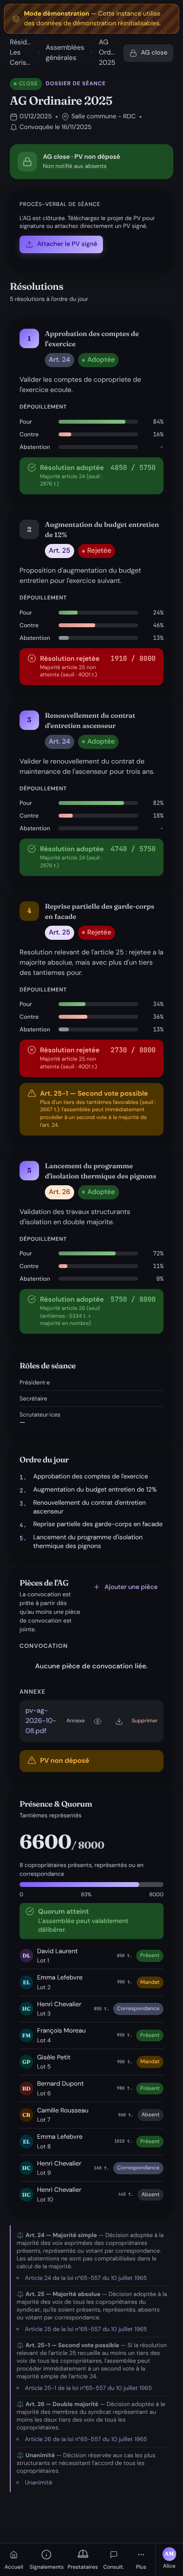 Mode démonstration — Cette instance utilise
des données de démonstration réinitialisables.
Résid…
Les
Ceris…
Assemblées
générales
AG
Ord…
2025
AG close
CLOSE DOSSIER DE SÉANCE
AG Ordinaire 2025
01/12/2025 • Salle commune - RDC •
Convoquée le 16/11/2025
AG close · PV non déposé
Non notifié aux absents
PROCÈS-VERBAL DE SÉANCE
L'AG est clôturée. Téléchargez le projet de PV pour
signature ou attachez directement un PV signé.
Attacher le PV signé
Résolutions
5 résolutions à l'ordre du jour
1
Approbation des comptes de
l'exercice
Art. 24 Adoptée
Valider les comptes de copropriete de
l'exercice ecoule.
DÉPOUILLEMENT
Pour 84%
Contre 16%
Abstention -
Résolution adoptée 4850 / 5750
Majorité article 24 (seuil :
2876 t.)
2
Augmentation du budget entretien
de 12%
Art. 25 Rejetée
Proposition d'augmentation du budget
entretien pour l'exercice suivant.
DÉPOUILLEMENT
Pour 24%
Contre 46%
Abstention 13%
Résolution rejetée 1910 / 8000
Majorité article 25 non
atteinte (seuil : 4001 t.)
3
Renouvellement du contrat
d'entretien ascenseur
Art. 24 Adoptée
Valider le renouvellement du contrat de
maintenance de l'ascenseur pour trois ans.
DÉPOUILLEMENT
Pour 82%
Contre 18%
Abstention -
Résolution adoptée 4740 / 5750
Majorité article 24 (seuil :
2876 t.)
4
Reprise partielle des garde-corps
en facade
Art. 25 Rejetée
Resolution relevant de l'article 25 : rejetee a la
majorite absolue, mais avec plus d'un tiers
des tantiemes pour.
DÉPOUILLEMENT
Pour 34%
Contre 36%
Abstention 13%
Résolution rejetée 2730 / 8000
Majorité article 25 non
atteinte (seuil : 4001 t.)
Art. 25-1 — Second vote possible
Plus d'un tiers des tantièmes favorables (seuil :
2667 t.): l'assemblée peut immédiatement
procéder à un second vote à la majorité de
l'art. 24.
5
Lancement du programme
d'isolation thermique des pignons
Art. 26 Adoptée
Validation des travaux structurants
d'isolation en double majorite.
DÉPOUILLEMENT
Pour 72%
Contre 11%
Abstention 0%
Résolution adoptée 5750 / 8000
Majorité article 26 (seuil
tantièmes : 5334 t. +
majorité en nombre)
Rôles de séance
Président·e
Secrétaire
Scrutateur·ices
—
Ordre du jour
1. Approbation des comptes de l'exercice
2. Augmentation du budget entretien de 12%
3. Renouvellement du contrat d'entretien
ascenseur
4. Reprise partielle des garde-corps en facade
5. Lancement du programme d'isolation
thermique des pignons
Pièces de l'AG
La convocation est
prête à partir dès
qu'au moins une pièce
de convocation est
jointe.
+ Ajouter une pièce
CONVOCATION
Aucune pièce de convocation liée.
ANNEXE
pv-ag-
2026-10-
08.pdf
Annexe
Supprimer
PV non déposé
Présence & Quorum
Tantièmes représentés
6600 / 8000
8 copropriétaires présents, représentés ou en
correspondance
0 83% 8000
Quorum atteint
L'assemblée peut valablement
délibérer.
DL David Laurent 850 t. Présent
Lot 1
EL Emma Lefebvre 900 t. Mandat
Lot 2
HC Henri Chevalier 850 t. Correspondance
Lot 3
FM François Moreau 950 t. Présent
Lot 4
GP Gisèle Petit 900 t. Mandat
Lot 5
BD Bernard Dupont 980 t. Présent
Lot 6
CR Camille Rousseau 960 t. Absent
Lot 7
EL Emma Lefebvre 1010 t. Présent
Lot 8
HC Henri Chevalier 160 t. Correspondance
Lot 9
HC Henri Chevalier 440 t. Absent
Lot 10
Art. 24 — Majorité simple — Décision adoptée à la
majorité des voix exprimées des copropriétaires
présents, représentés ou votant par correspondance.
Les abstentions ne sont pas comptabilisées dans le
calcul de la majorité.
Article 24 de la loi n°65-557 du 10 juillet 1965
Art. 25 — Majorité absolue — Décision adoptée à la
majorité des voix de tous les copropriétaires du
syndicat, qu'ils soient présents, représentés, absents
ou votant par correspondance.
Article 25 de la loi n°65-557 du 10 juillet 1965
Art. 25-1 — Second vote possible — Si la résolution
relevant de l'article 25 recueille au moins un tiers des
voix de tous les copropriétaires, l'assemblée peut
procéder immédiatement à un second vote à la
majorité simple de l'article 24.
Article 25-1 de la loi n°65-557 du 10 juillet 1965
Art. 26 — Double majorité — Décision adoptée à la
majorité des membres du syndicat représentant au
moins les deux tiers des voix de tous les
copropriétaires.
Article 26 de la loi n°65-557 du 10 juillet 1965
Unanimité — Décision réservée aux cas les plus
structurants et nécessitant l'accord de tous les
copropriétaires.
Unanimité
Accueil
Signalements
Prestataires
Consult.
Plus
AM
Alice